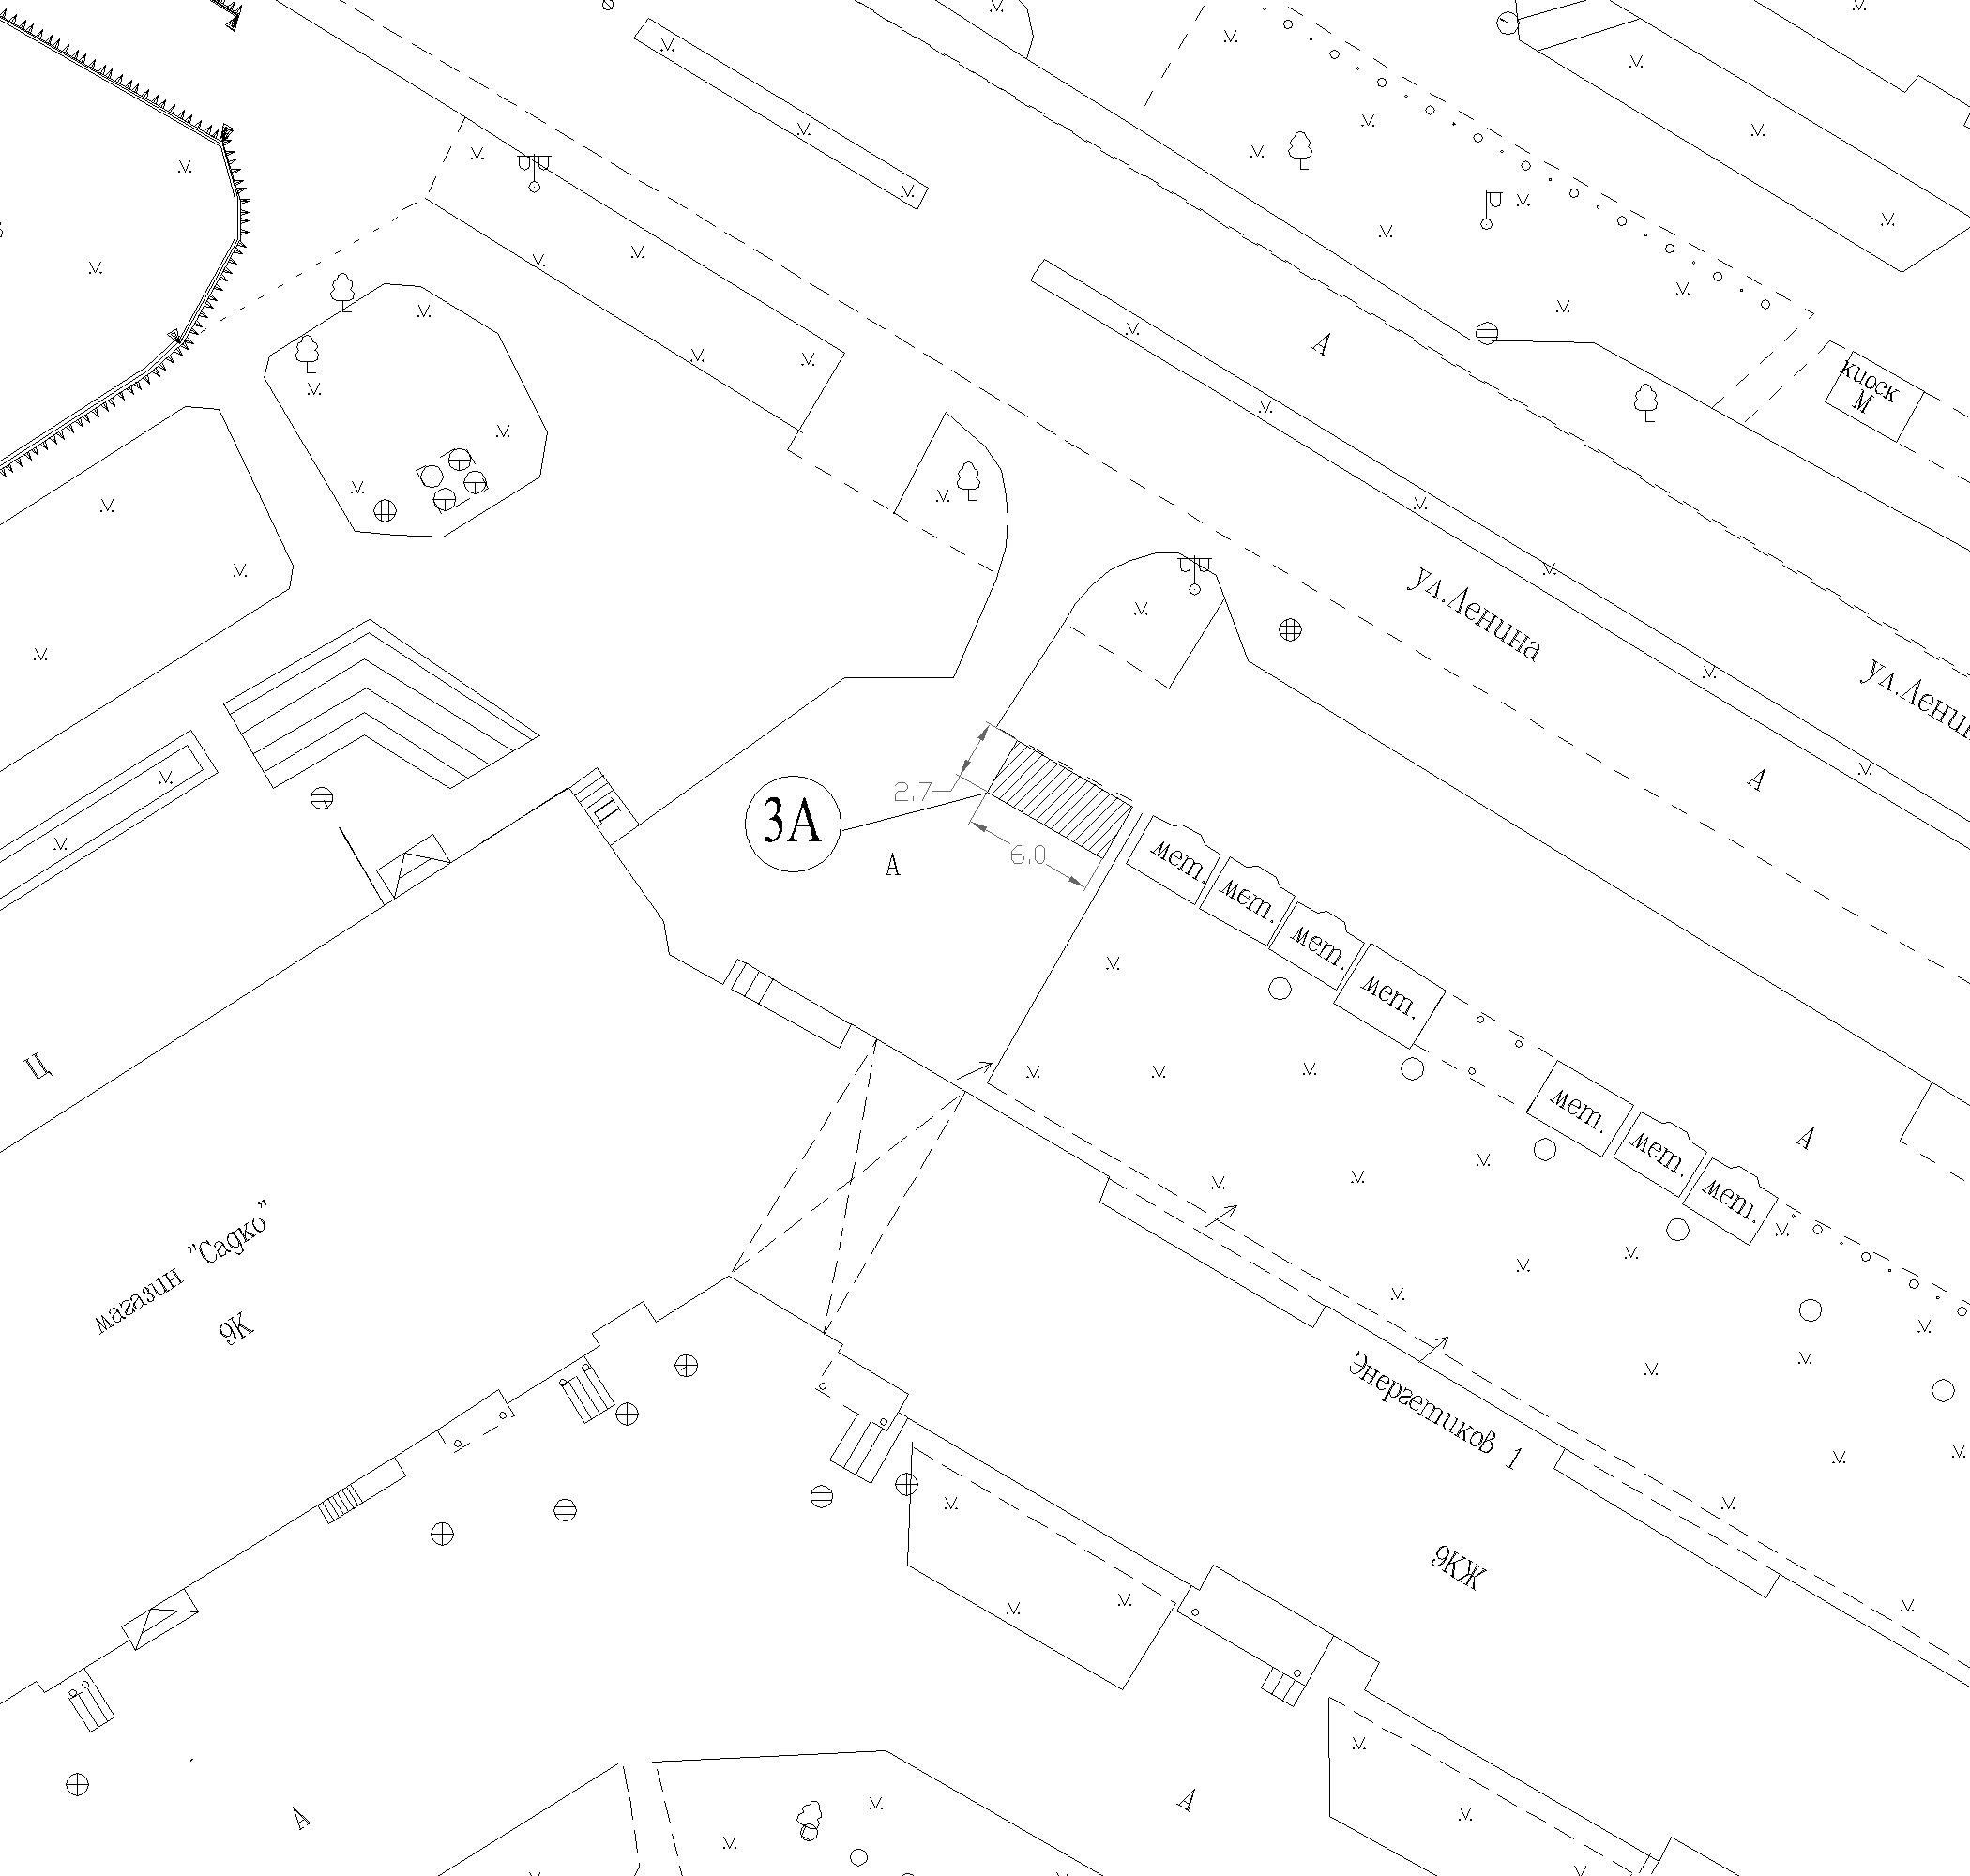 А
киоск
М
ул.Ленина
ул.Лени
А
2.7
3А
6.0
А
Ц
мет.
мет.
мет.
мет.
Ц
мет.
мет.
мет.
А
магазин "Садко"
9К
Энергетиков 1
9КЖ
А
А